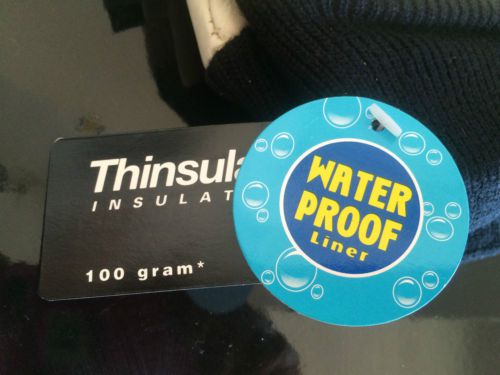 Thinsula
INSULAT
100 gram*
WATER
PROOF
Liner